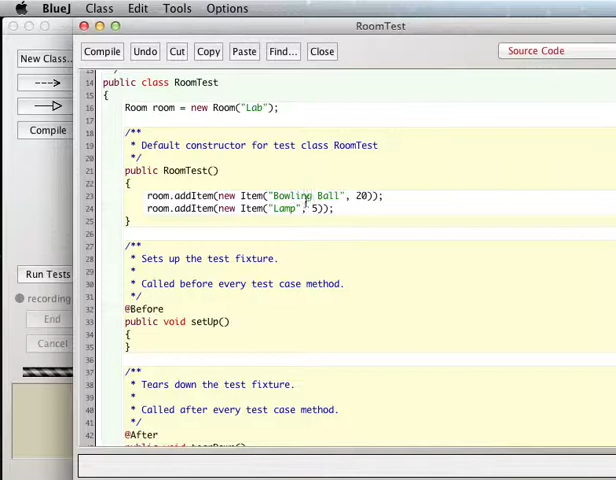 BlueJ Class Edit Tools Options
RoomTest
New Class...
Compile
Run Tests
recording
End
Cancel
Compile Undo Cut Copy Paste Find... Close Source Code
13 */
14 public class RoomTest
15 {
16 Room room = new Room("Lab");
17
18 /**
19 * Default constructor for test class RoomTest
20 */
21 public RoomTest()
22 {
23 room.addItem(new Item("Bowling Ball", 20));
24 room.addItem(new Item("Lamp", 5));
25 }
26
27 /**
28 * Sets up the test fixture.
29 *
30 * Called before every test case method.
31 */
32 @Before
33 public void setUp()
34 {
35 }
36
37 /**
38 * Tears down the test fixture.
39 *
40 * Called after every test case method.
41 */
42 @After
public void tearDown()